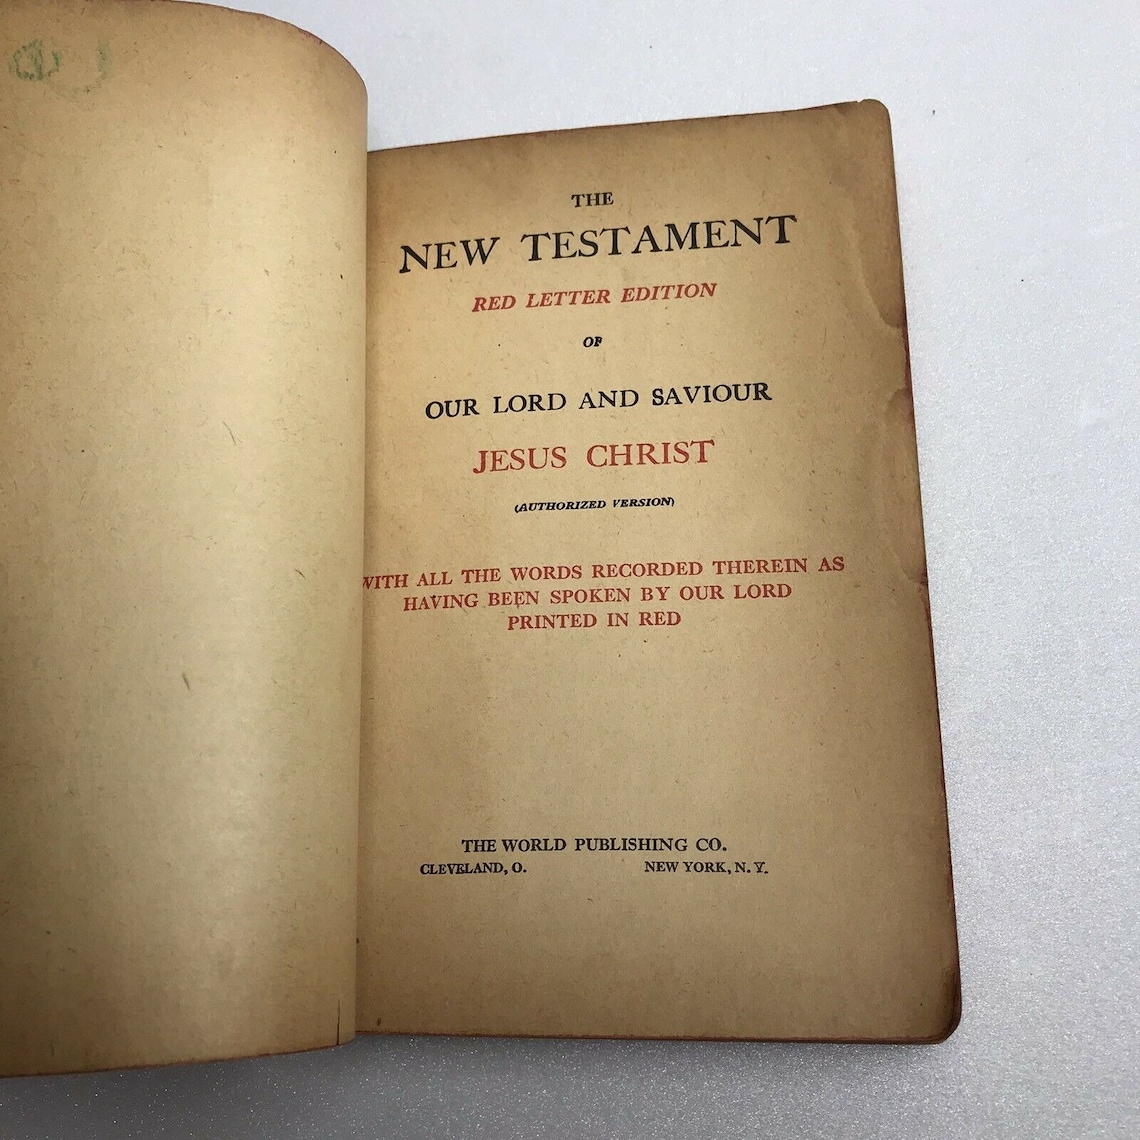 THE
NEW TESTAMENT
RED LETTER EDITION
OF
OUR LORD AND SAVIOUR
JESUS CHRIST
(AUTHORIZED VERSION)
WITH ALL THE WORDS RECORDED THEREIN AS
HAVING BEEN SPOKEN BY OUR LORD
PRINTED IN RED
THE WORLD PUBLISHING CO.
CLEVELAND, O. NEW YORK, N. Y.